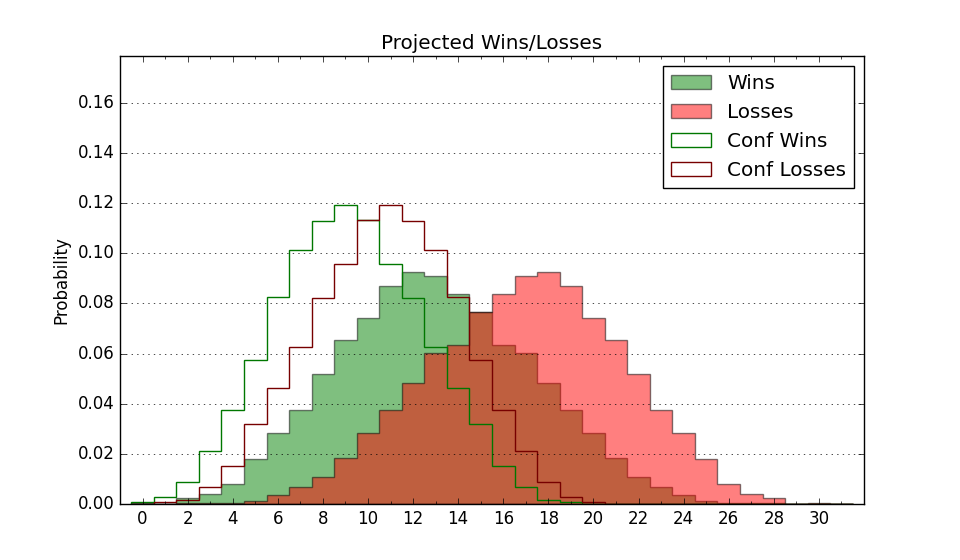 Projected Wins/Losses
Wins
Losses
Conf Wins
Conf Losses
Probability
0.16
0.14
0.12
0.10
0.08
0.06
0.04
0.02
0.00
0 2 4 6 8 10 12 14 16 18 20 22 24 26 28 30